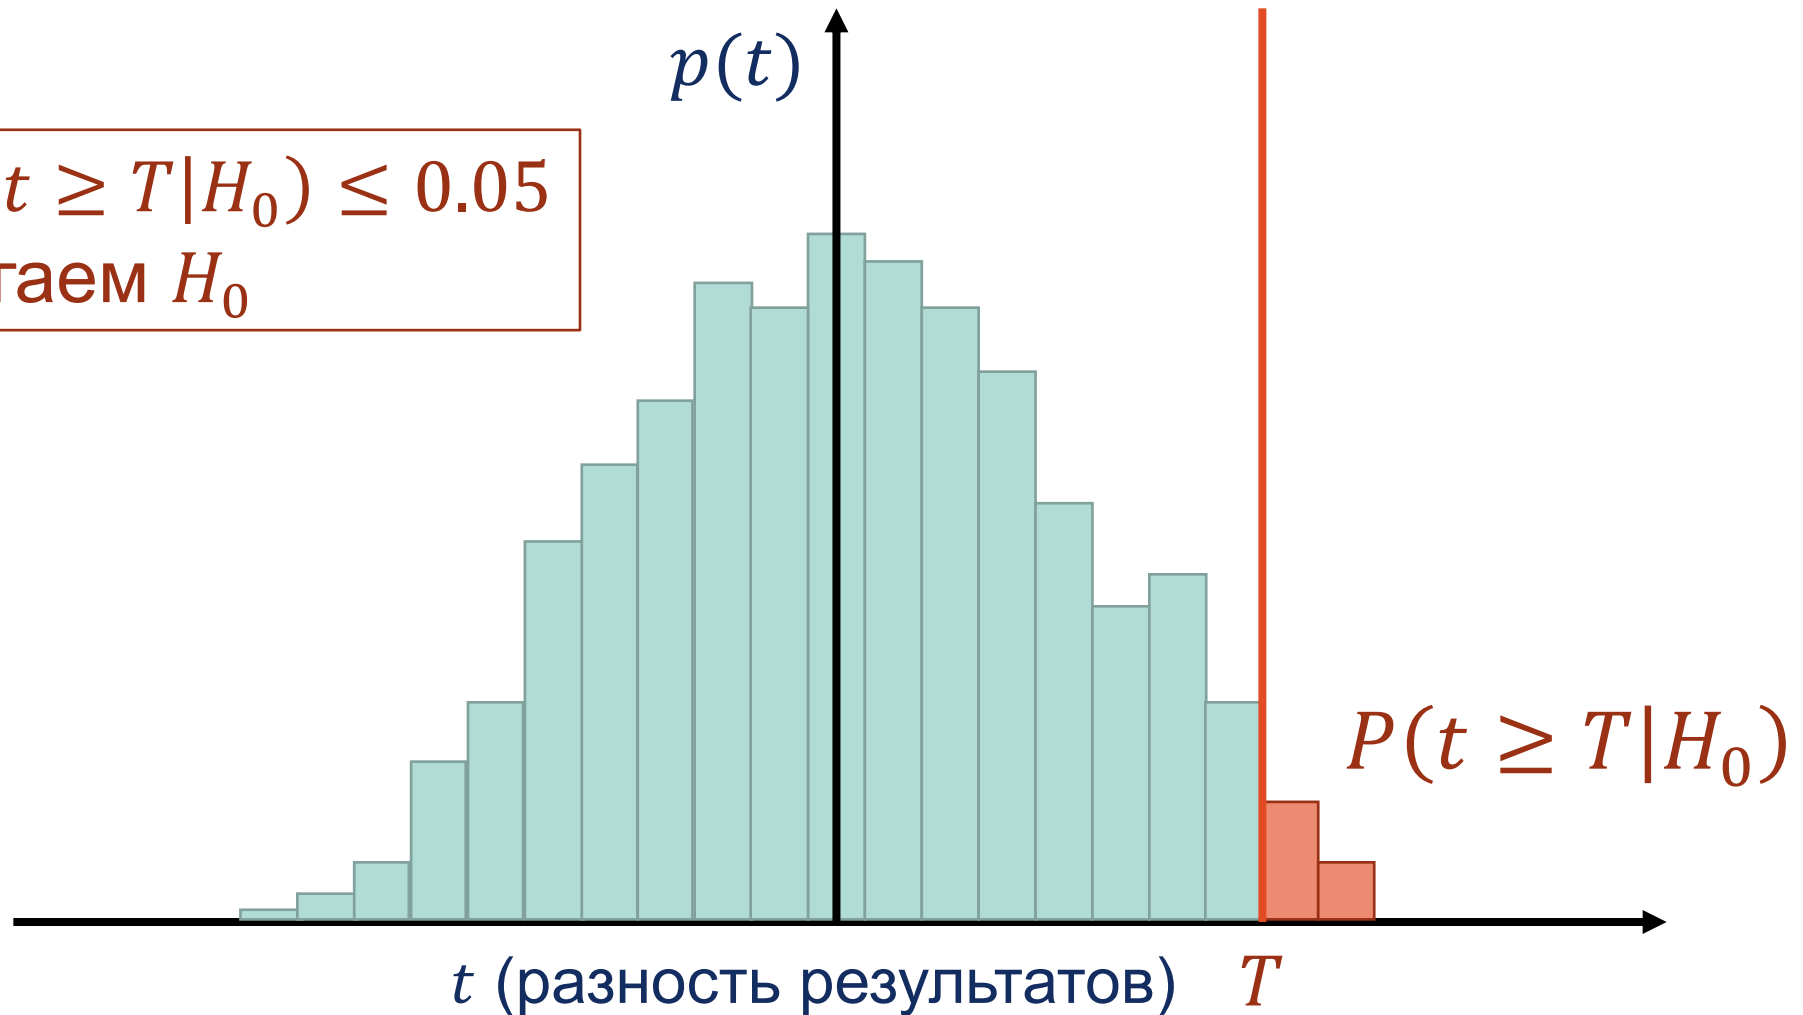 p(t)
t ≥ T|H₀) ≤ 0.05
таем H₀
P(t ≥ T|H₀)
t (разность результатов) T